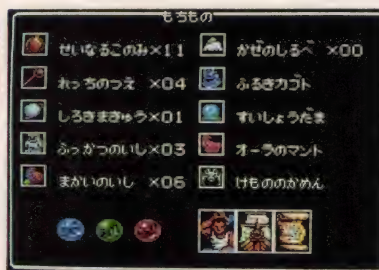 もちもの
せいなるこのみ×11
かぜのしるべ ×00
れっちのつえ ×04
ふるきカブト
しろきまきゅう×01
すいしょうだま
ふっかつのいし×03
オーラのマント
まかいのいし ×06
けもののかめん